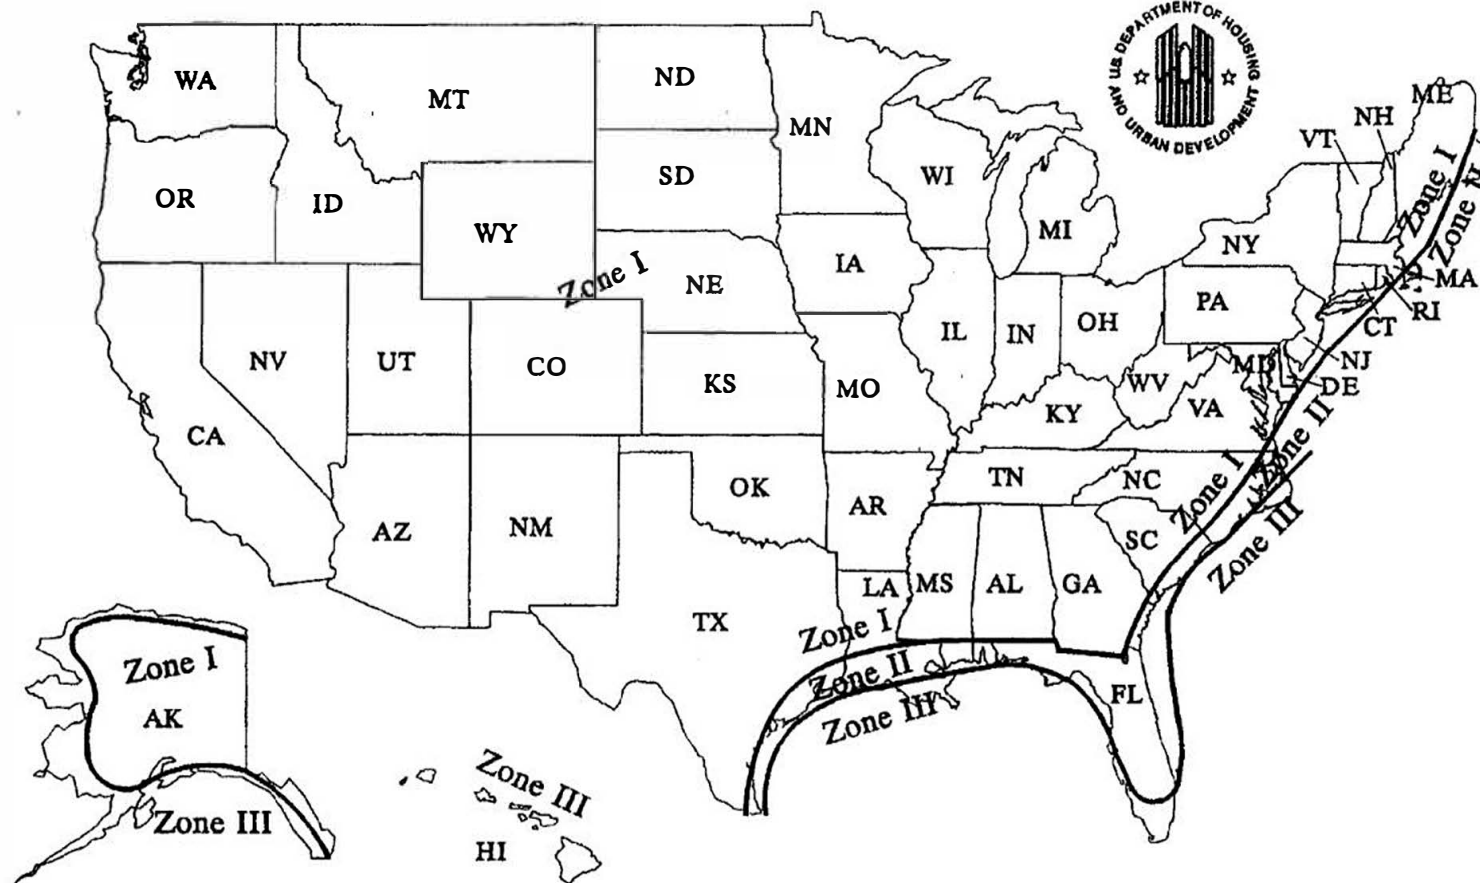 U.S. DEPARTMENT OF HOUSING
AND URBAN DEVELOPMENT
WA
MT
ND
MN
ME
NH
VT
Zone I
Zone II
OR
ID
SD
WI
MI
NY
WY
Zone I
NE
IA
MA
RI
CT
PA
NJ
DE
MD
NV
UT
CO
KS
MO
IL
IN
OH
WV
VA
KY
CA
AZ
NM
OK
AR
TN
NC
Zone I
Zone II
Zone III
SC
TX
LA
MS
AL
GA
Zone I
Zone II
Zone III
FL
Zone I
AK
Zone III
Zone III
HI